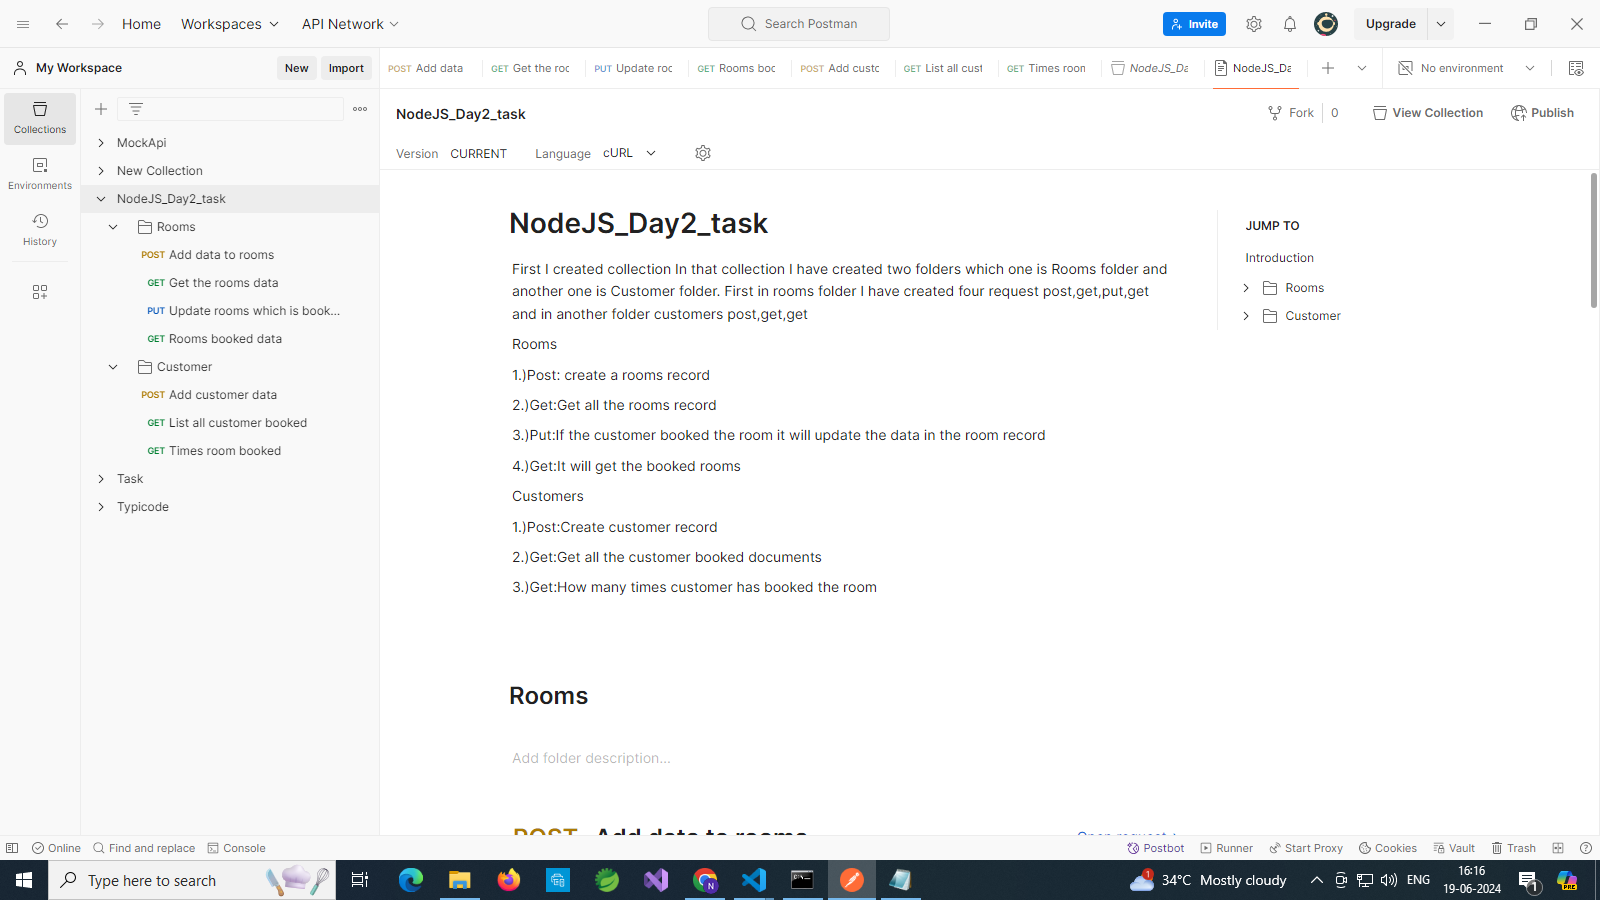 Home
Workspaces
API Network
Search Postman
Invite
Upgrade
My Workspace
New
Import
POST Add data
GET Get the roc
PUT Update roc
GET Rooms boc
POST Add custo
GET List all cust
GET Times room
NodeJS_Da
NodeJS_Da
No environment
Collections
Environments
History
MockApi
New Collection
NodeJS_Day2_task
Rooms
POST Add data to rooms
GET Get the rooms data
PUT Update rooms which is book...
GET Rooms booked data
Customer
POST Add customer data
GET List all customer booked
GET Times room booked
Task
Typicode
NodeJS_Day2_task
Fork 0
View Collection
Publish
Version CURRENT
Language cURL
NodeJS_Day2_task
First I created collection In that collection I have created two folders which one is Rooms folder and
another one is Customer folder. First in rooms folder I have created four request post,get,put,get
and in another folder customers post,get,get
Rooms
1.)Post: create a rooms record
2.)Get:Get all the rooms record
3.)Put:If the customer booked the room it will update the data in the room record
4.)Get:It will get the booked rooms
Customers
1.)Post:Create customer record
2.)Get:Get all the customer booked documents
3.)Get:How many times customer has booked the room
JUMP TO
Introduction
Rooms
Customer
Rooms
Add folder description...
POST Add data to rooms
Open request
Online
Find and replace
Console
Postbot
Runner
Start Proxy
Cookies
Vault
Trash
Type here to search
N
1
34°C Mostly cloudy
ENG
16:16
19-06-2024
1
PRE